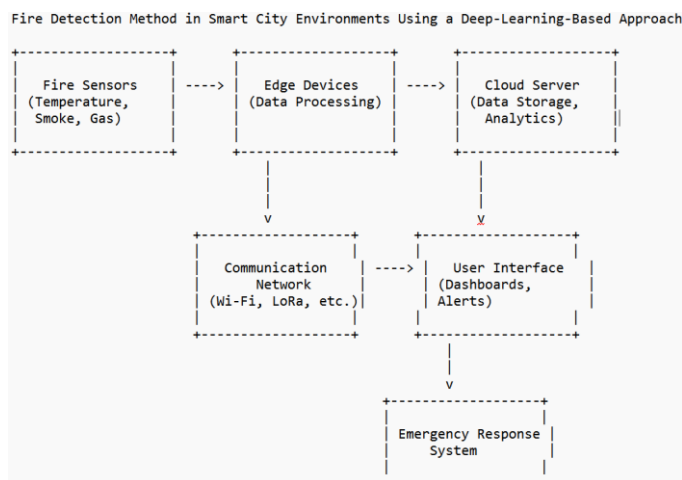 Fire Detection Method in Smart City Environments Using a Deep-Learning-Based Approach
Fire Sensors
(Temperature,
Smoke, Gas)
---->
Edge Devices
(Data Processing)
---->
Cloud Server
(Data Storage,
Analytics)
v
v
Communication
Network
(Wi-Fi, LoRa, etc.)
---->
User Interface
(Dashboards,
Alerts)
v
Emergency Response
System